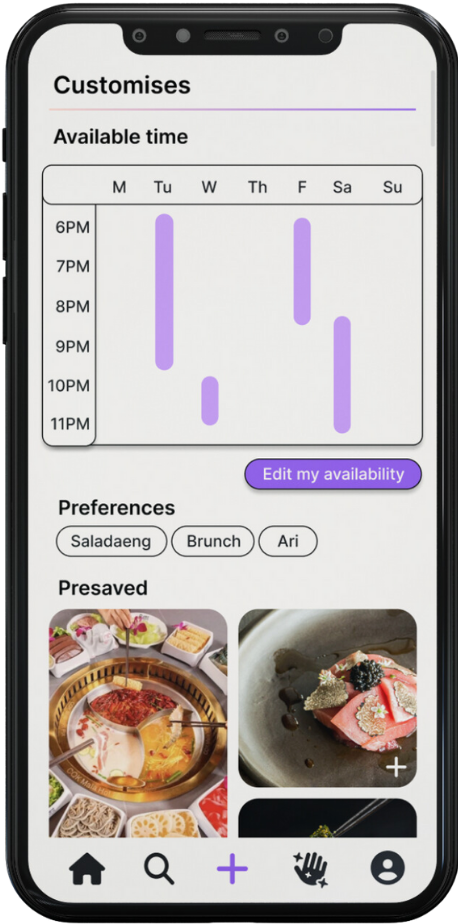 Customises
Available time
M Tu W Th F Sa Su
6PM
7PM
8PM
9PM
10PM
11PM
Edit my availability
Preferences
Saladaeng Brunch Ari
Presaved